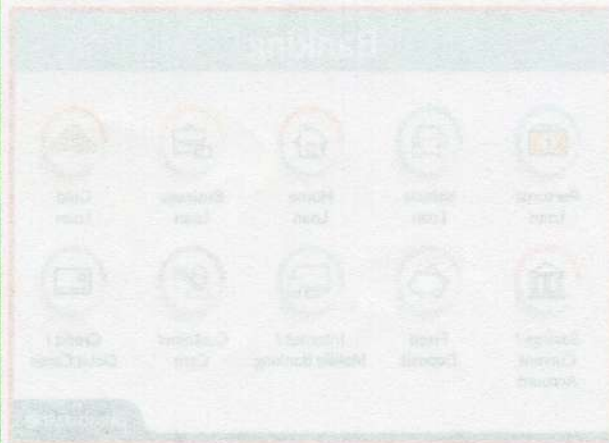 Banking
Personal
Loan
Vehicle
Loan
Home
Loan
Business
Loan
Gold
Loan
Savings /
Current
Account
Fixed
Deposit
Internet /
Mobile Banking
Customer
Care
Credit /
Debit Cards